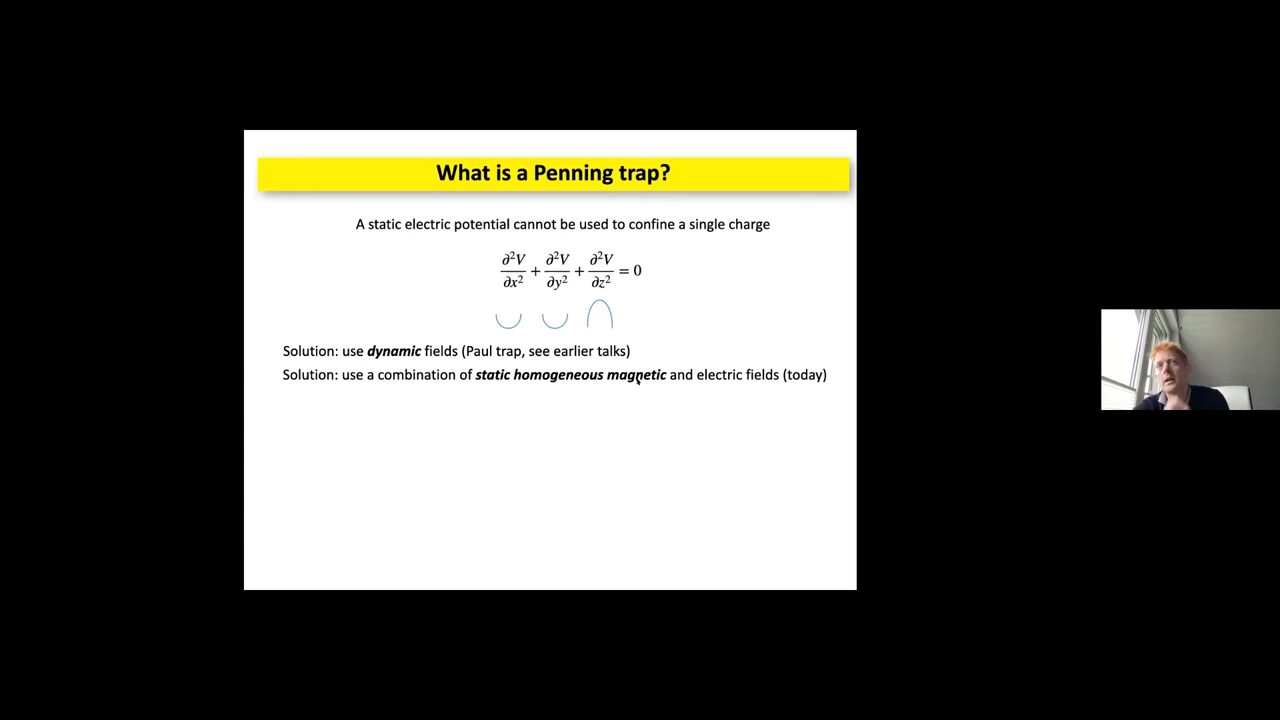 What is a Penning trap?
A static electric potential cannot be used to confine a single charge
∂²V/∂x² + ∂²V/∂y² + ∂²V/∂z² = 0
Solution: use dynamic fields (Paul trap, see earlier talks)
Solution: use a combination of static homogeneous magnetic and electric fields (today)